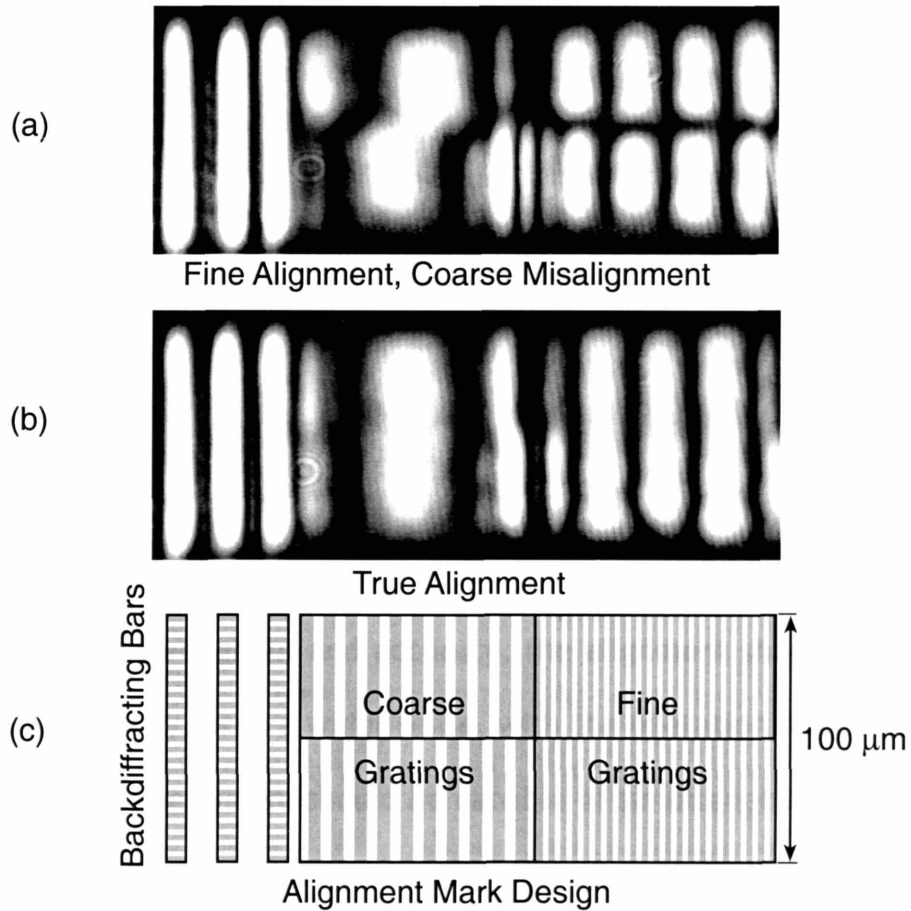 (a)
Fine Alignment, Coarse Misalignment
(b)
True Alignment
(c)
Backdiffracting Bars
Coarse
Fine
Gratings
Gratings
100 μm
Alignment Mark Design